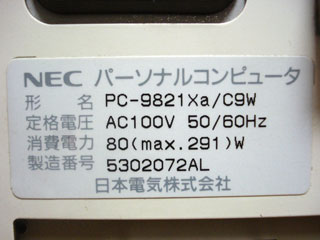 NEC パーソナルコンピュータ
形 名 PC-9821Xa/C9W
定格電圧 AC100V 50/60Hz
消費電力 80(max.291)W
製造番号 5302072AL
日本電気株式会社